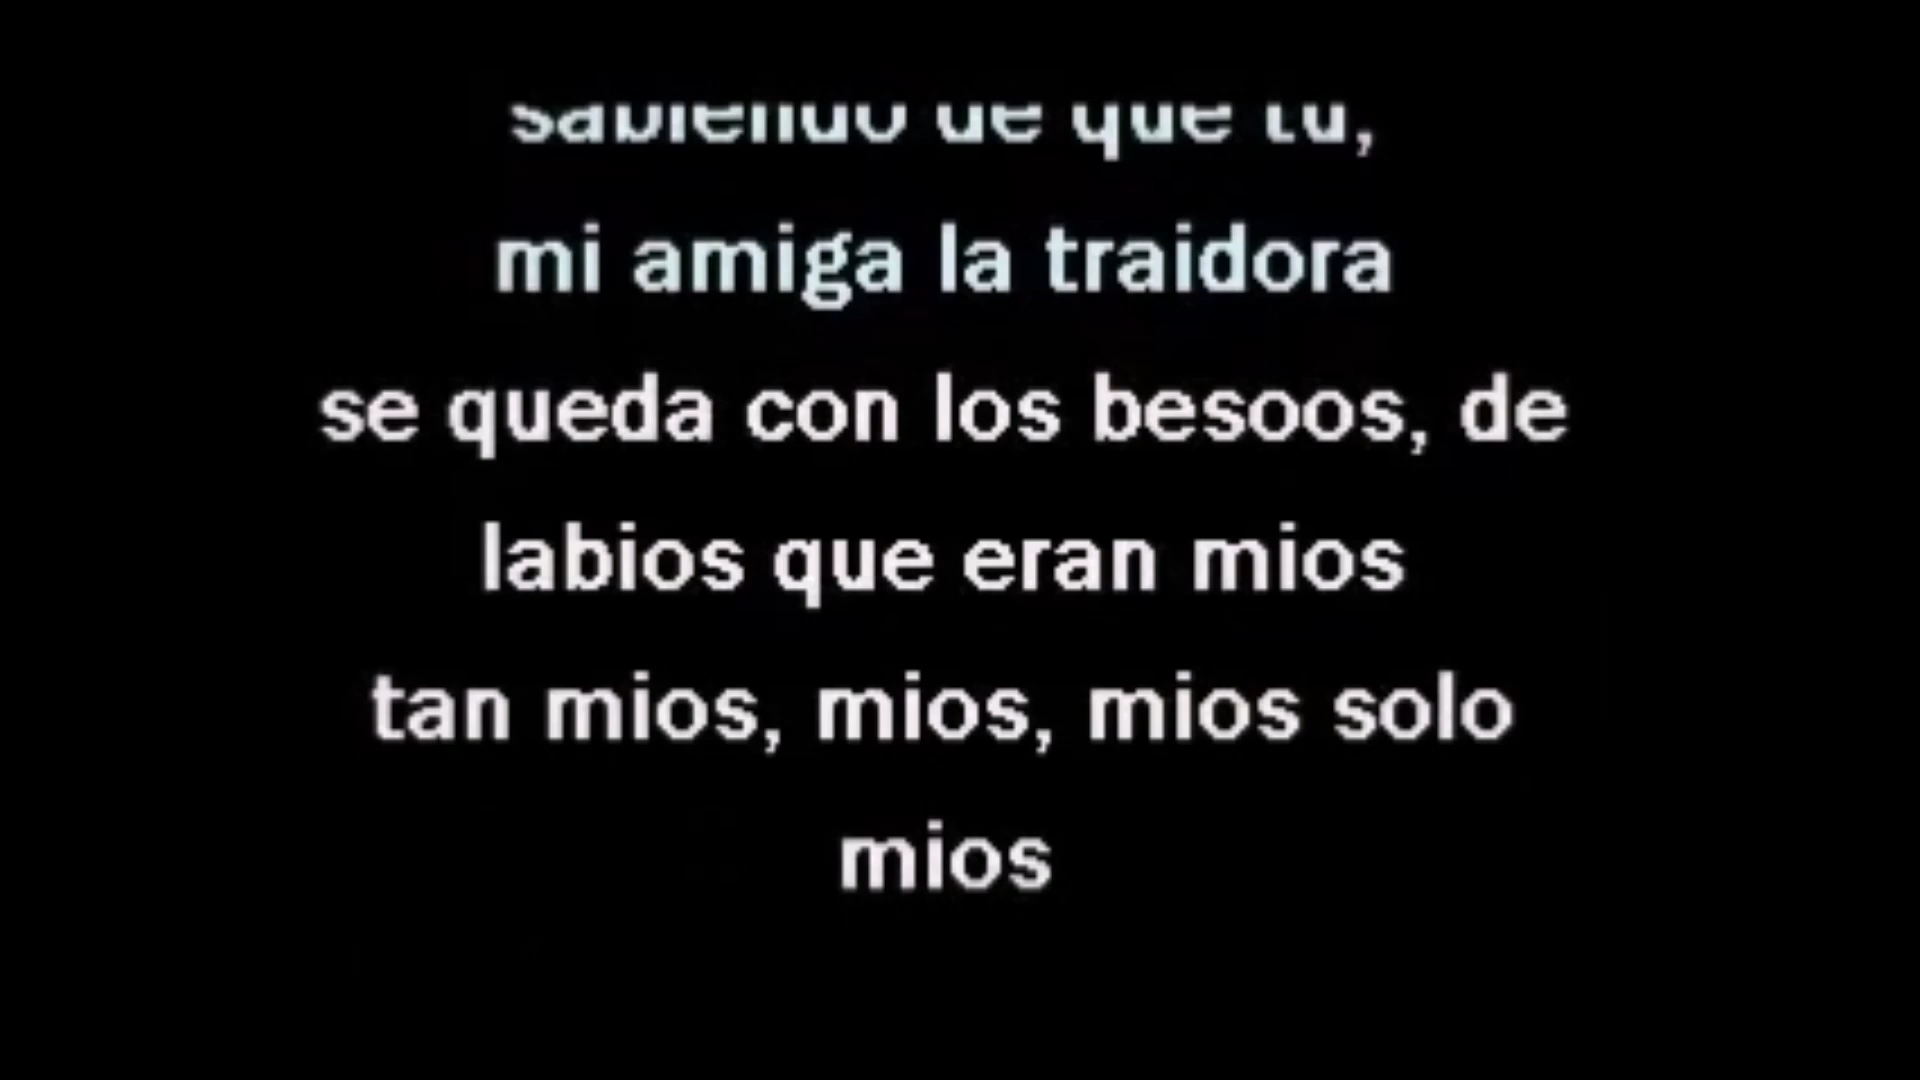 sabiendo de que tu,
mi amiga la traidora
se queda con los besoos, de
labios que eran mios
tan mios, mios, mios solo
mios